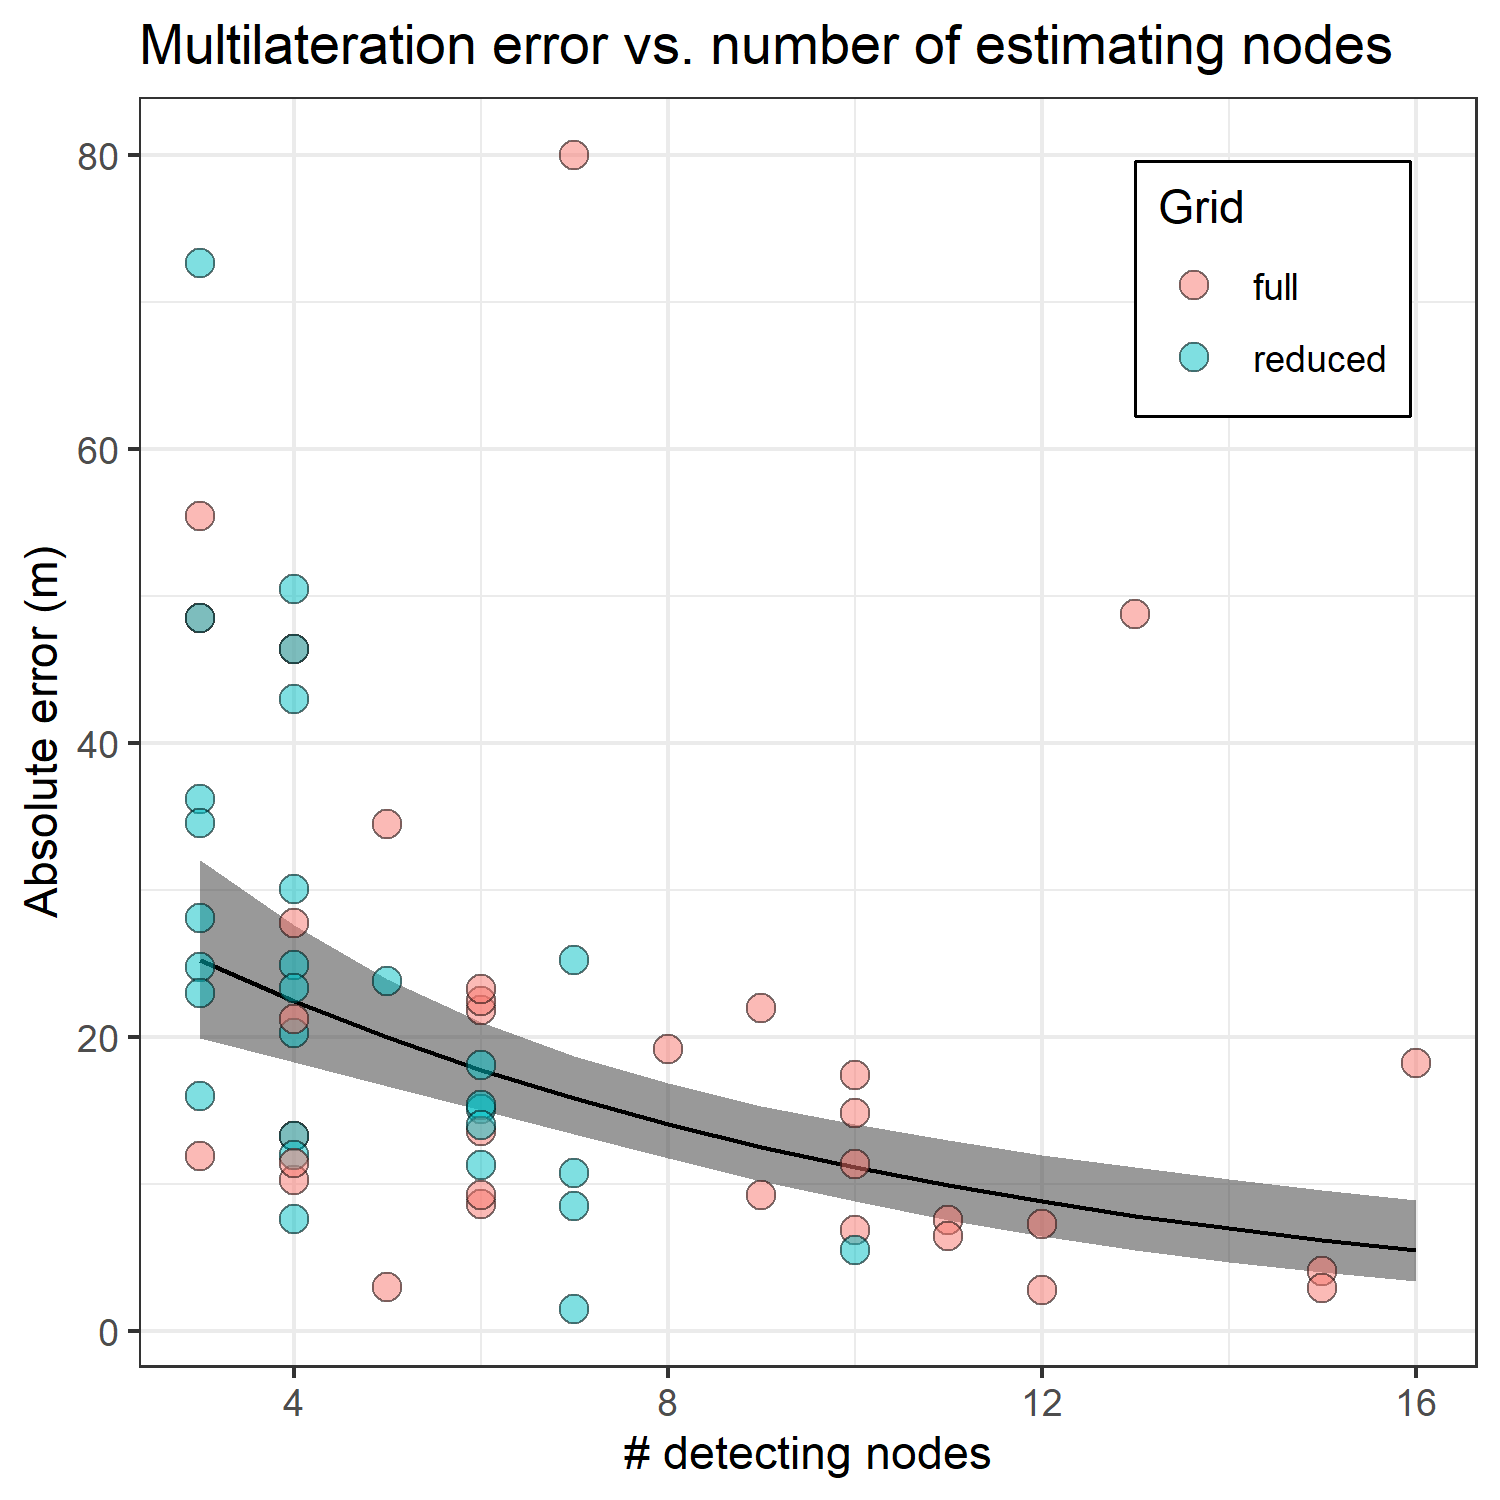 Multilateration error vs. number of estimating nodes
80
60
40
20
0
Absolute error (m)
Grid
full
reduced
4
8
12
16
# detecting nodes